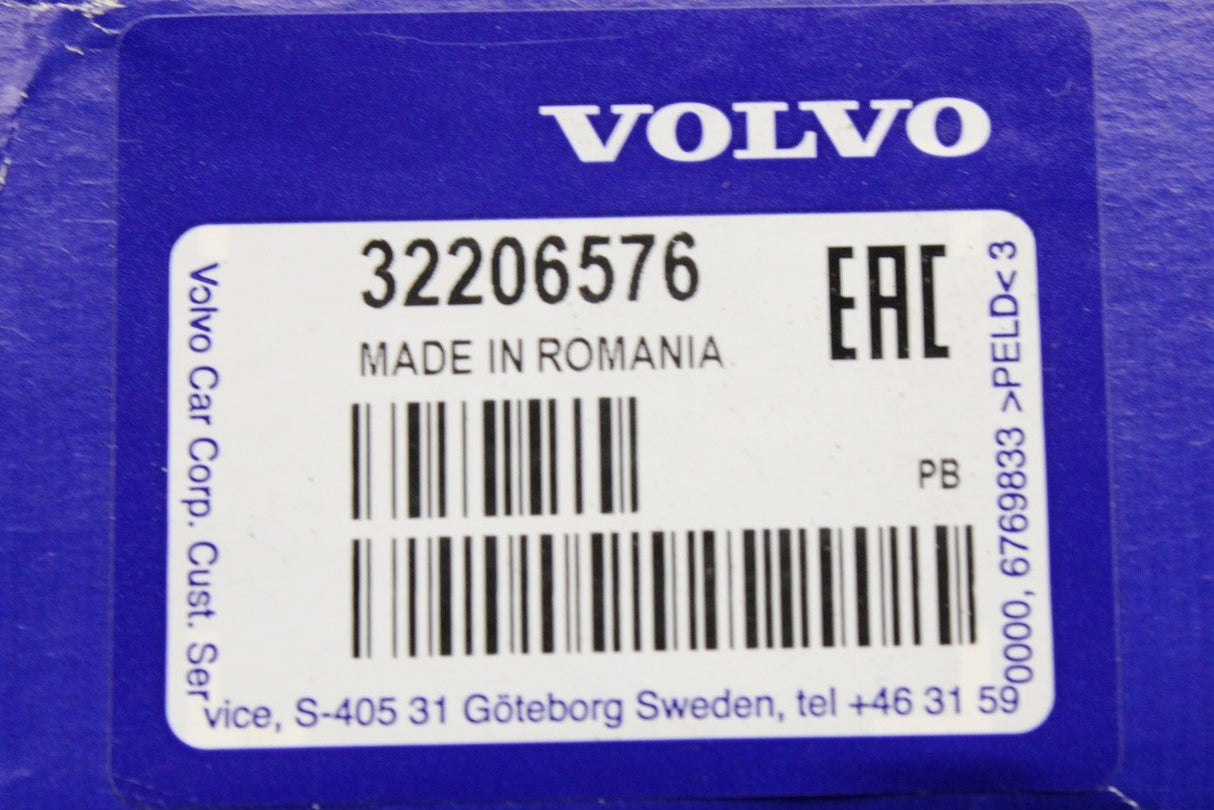 VOLVO
32206576
MADE IN ROMANIA
EAC
PB
Volvo Car Corp. Cust. Service, S-405 31 Göteborg Sweden, tel +46 31 590000, 6769833 >PELD< 3